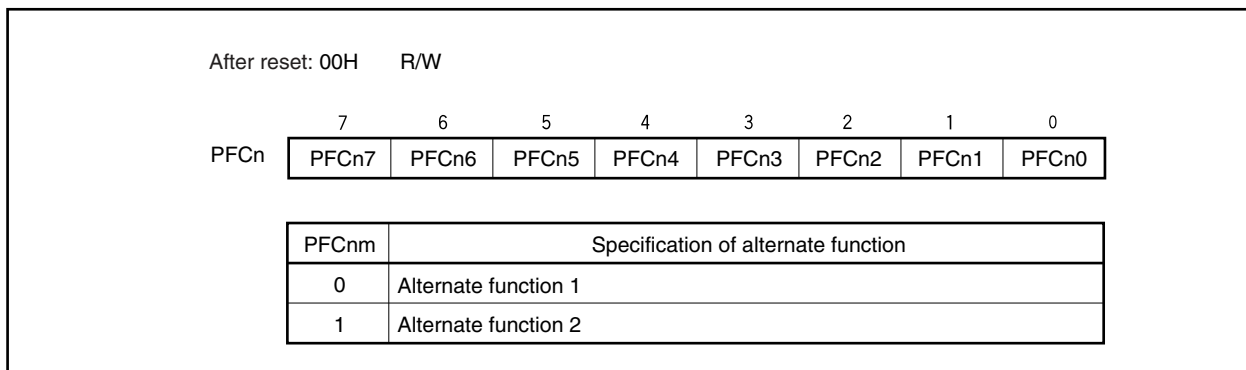 After reset: 00H R/W
7 6 5 4 3 2 1 0
PFCn PFCn7 PFCn6 PFCn5 PFCn4 PFCn3 PFCn2 PFCn1 PFCn0
PFCnm Specification of alternate function
0 Alternate function 1
1 Alternate function 2